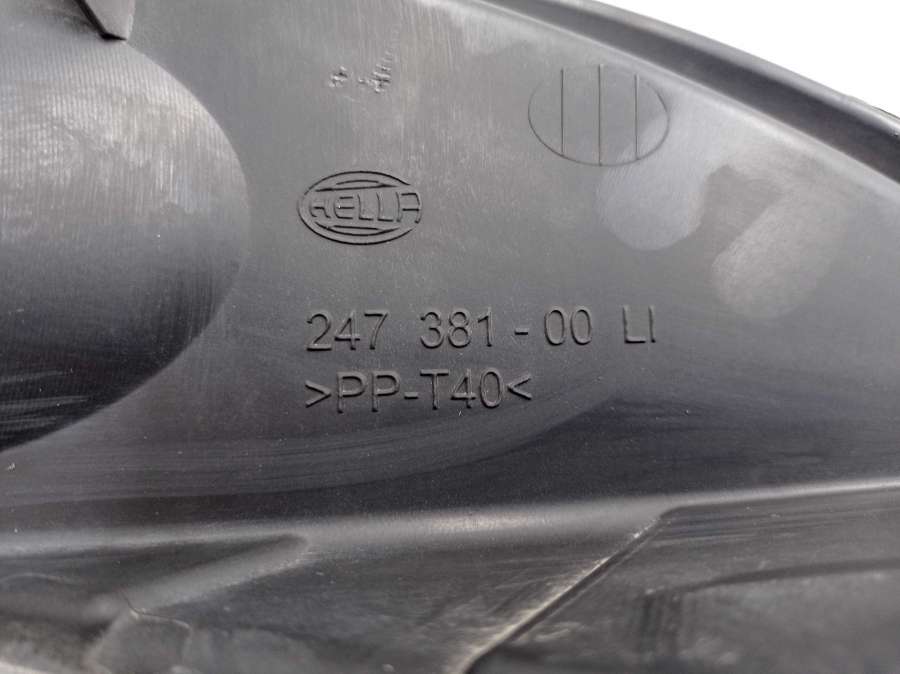 HELLA
247 381-00 LI
>PP-T40<